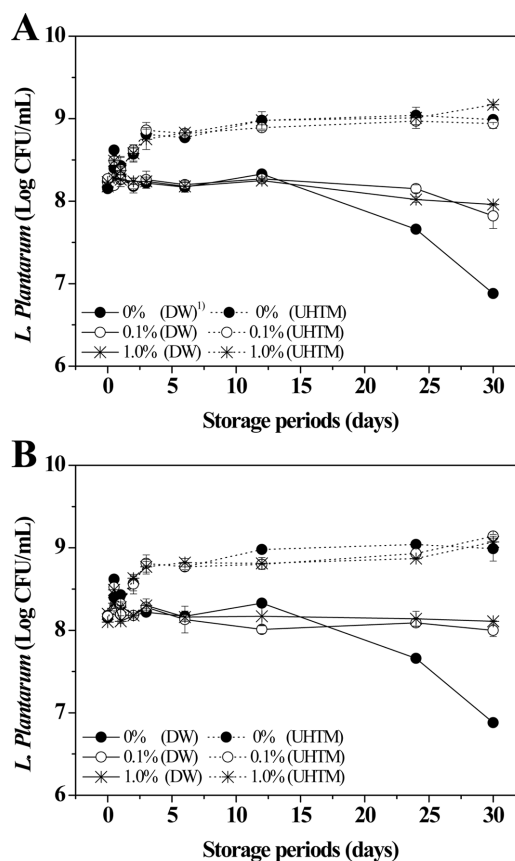 A
10
9
8
7
6
L. Plantarum (Log CFU/mL)
0% (DW)1) 0% (UHTM)
0.1% (DW) 0.1% (UHTM)
1.0% (DW) 1.0% (UHTM)
0 5 10 15 20 25 30
Storage periods (days)
B
10
9
8
7
6
L. Plantarum (Log CFU/mL)
0% (DW) 0% (UHTM)
0.1% (DW) 0.1% (UHTM)
1.0% (DW) 1.0% (UHTM)
0 5 10 15 20 25 30
Storage periods (days)